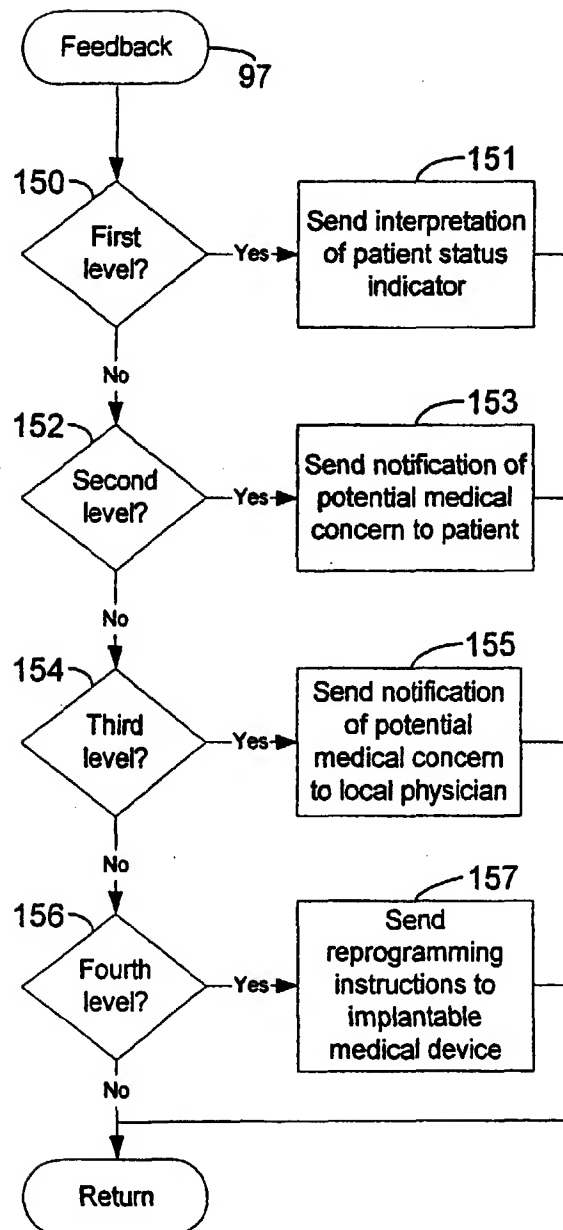 Feedback
97
150
151
First
level?
Yes
Send interpretation
of patient status
indicator
No
152
153
Second
level?
Yes
Send notification of
potential medical
concern to patient
No
154
155
Third
level?
Yes
Send notification
of potential
medical concern
to local physician
No
156
157
Fourth
level?
Yes
Send
reprogramming
instructions to
implantable
medical device
No
Return